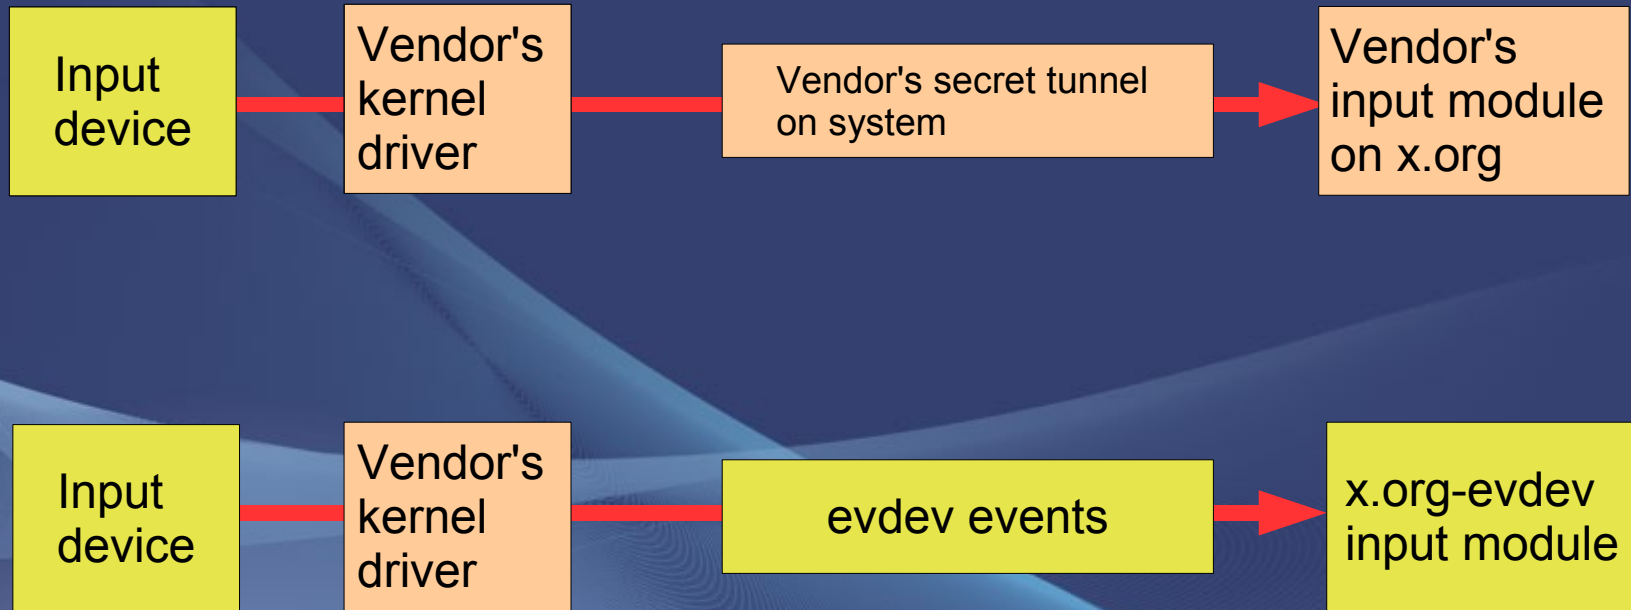 Input
device
Vendor's
kernel
driver
Vendor's secret tunnel
on system
Vendor's
input module
on x.org
Input
device
Vendor's
kernel
driver
evdev events
x.org-evdev
input module